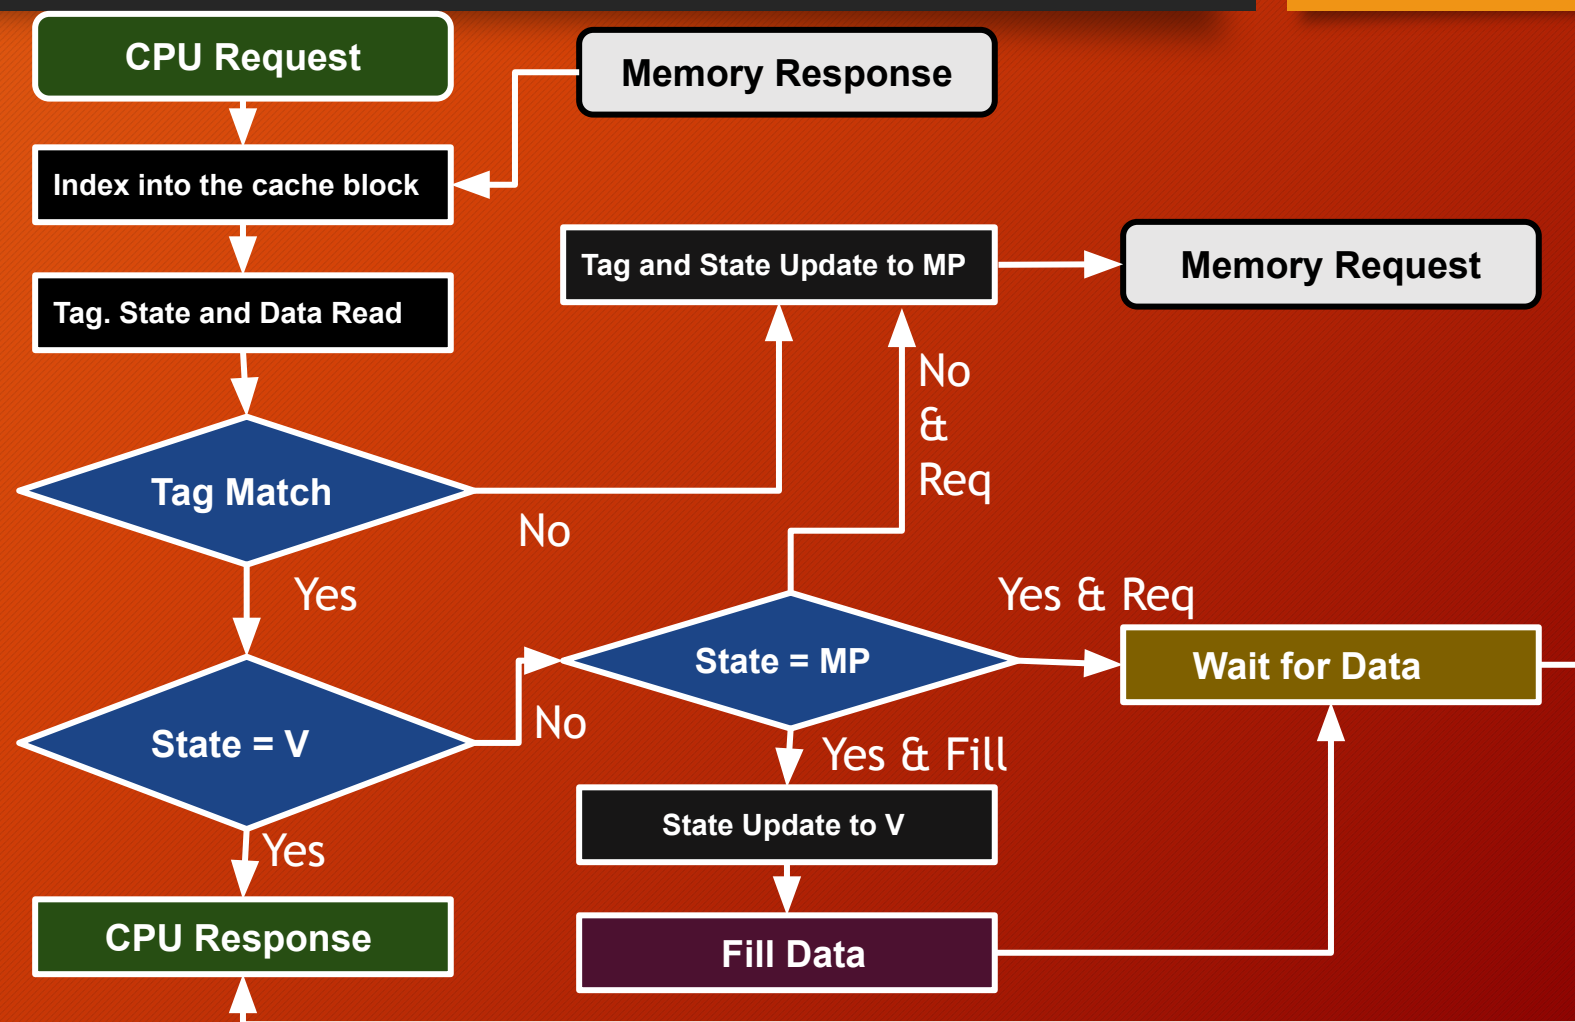 CPU Request
Memory Response
Index into the cache block
Tag and State Update to MP
Memory Request
Tag. State and Data Read
No
&
Req
Tag Match
No
Yes
Yes & Req
State = MP
Wait for Data
No
State = V
Yes & Fill
State Update to V
Yes
CPU Response
Fill Data